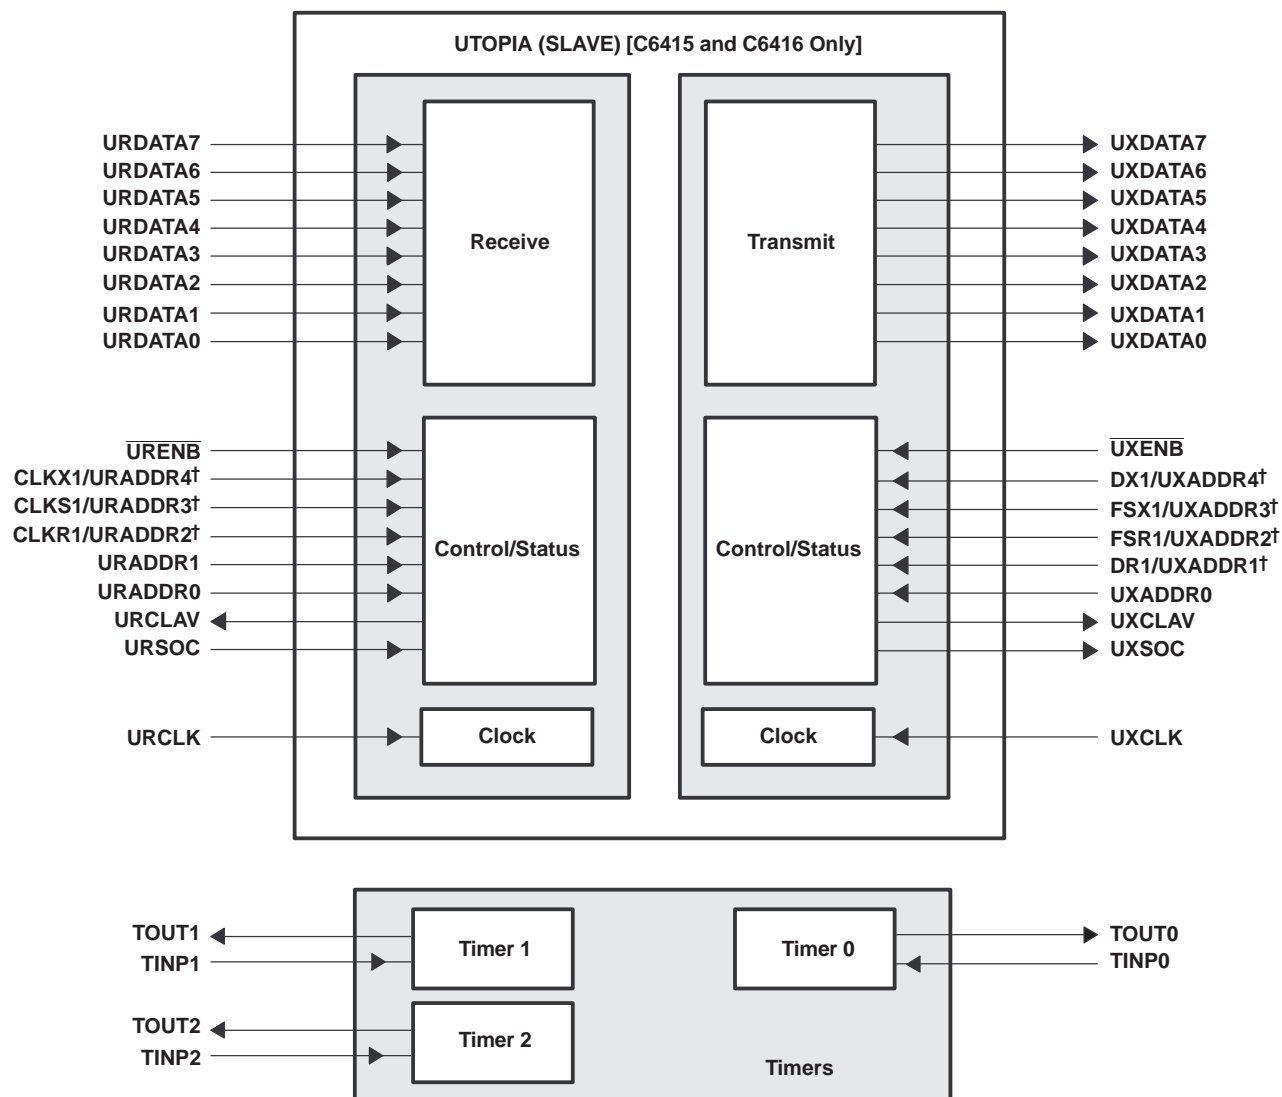 UTOPIA (SLAVE) [C6415 and C6416 Only]
URDATA7
URDATA6
URDATA5
URDATA4
URDATA3
URDATA2
URDATA1
URDATA0
Receive
Transmit
UXDATA7
UXDATA6
UXDATA5
UXDATA4
UXDATA3
UXDATA2
UXDATA1
UXDATA0
URENB
CLKX1/URADDR4†
CLKS1/URADDR3†
CLKR1/URADDR2†
URADDR1
URADDR0
URCLAV
URSOC
Control/Status
Control/Status
UXENB
DX1/UXADDR4†
FSX1/UXADDR3†
FSR1/UXADDR2†
DR1/UXADDR1†
UXADDR0
UXCLAV
UXSOC
URCLK
Clock
Clock
UXCLK
TOUT1
TINP1
Timer 1
Timer 0
TOUT0
TINP0
TOUT2
TINP2
Timer 2
Timers